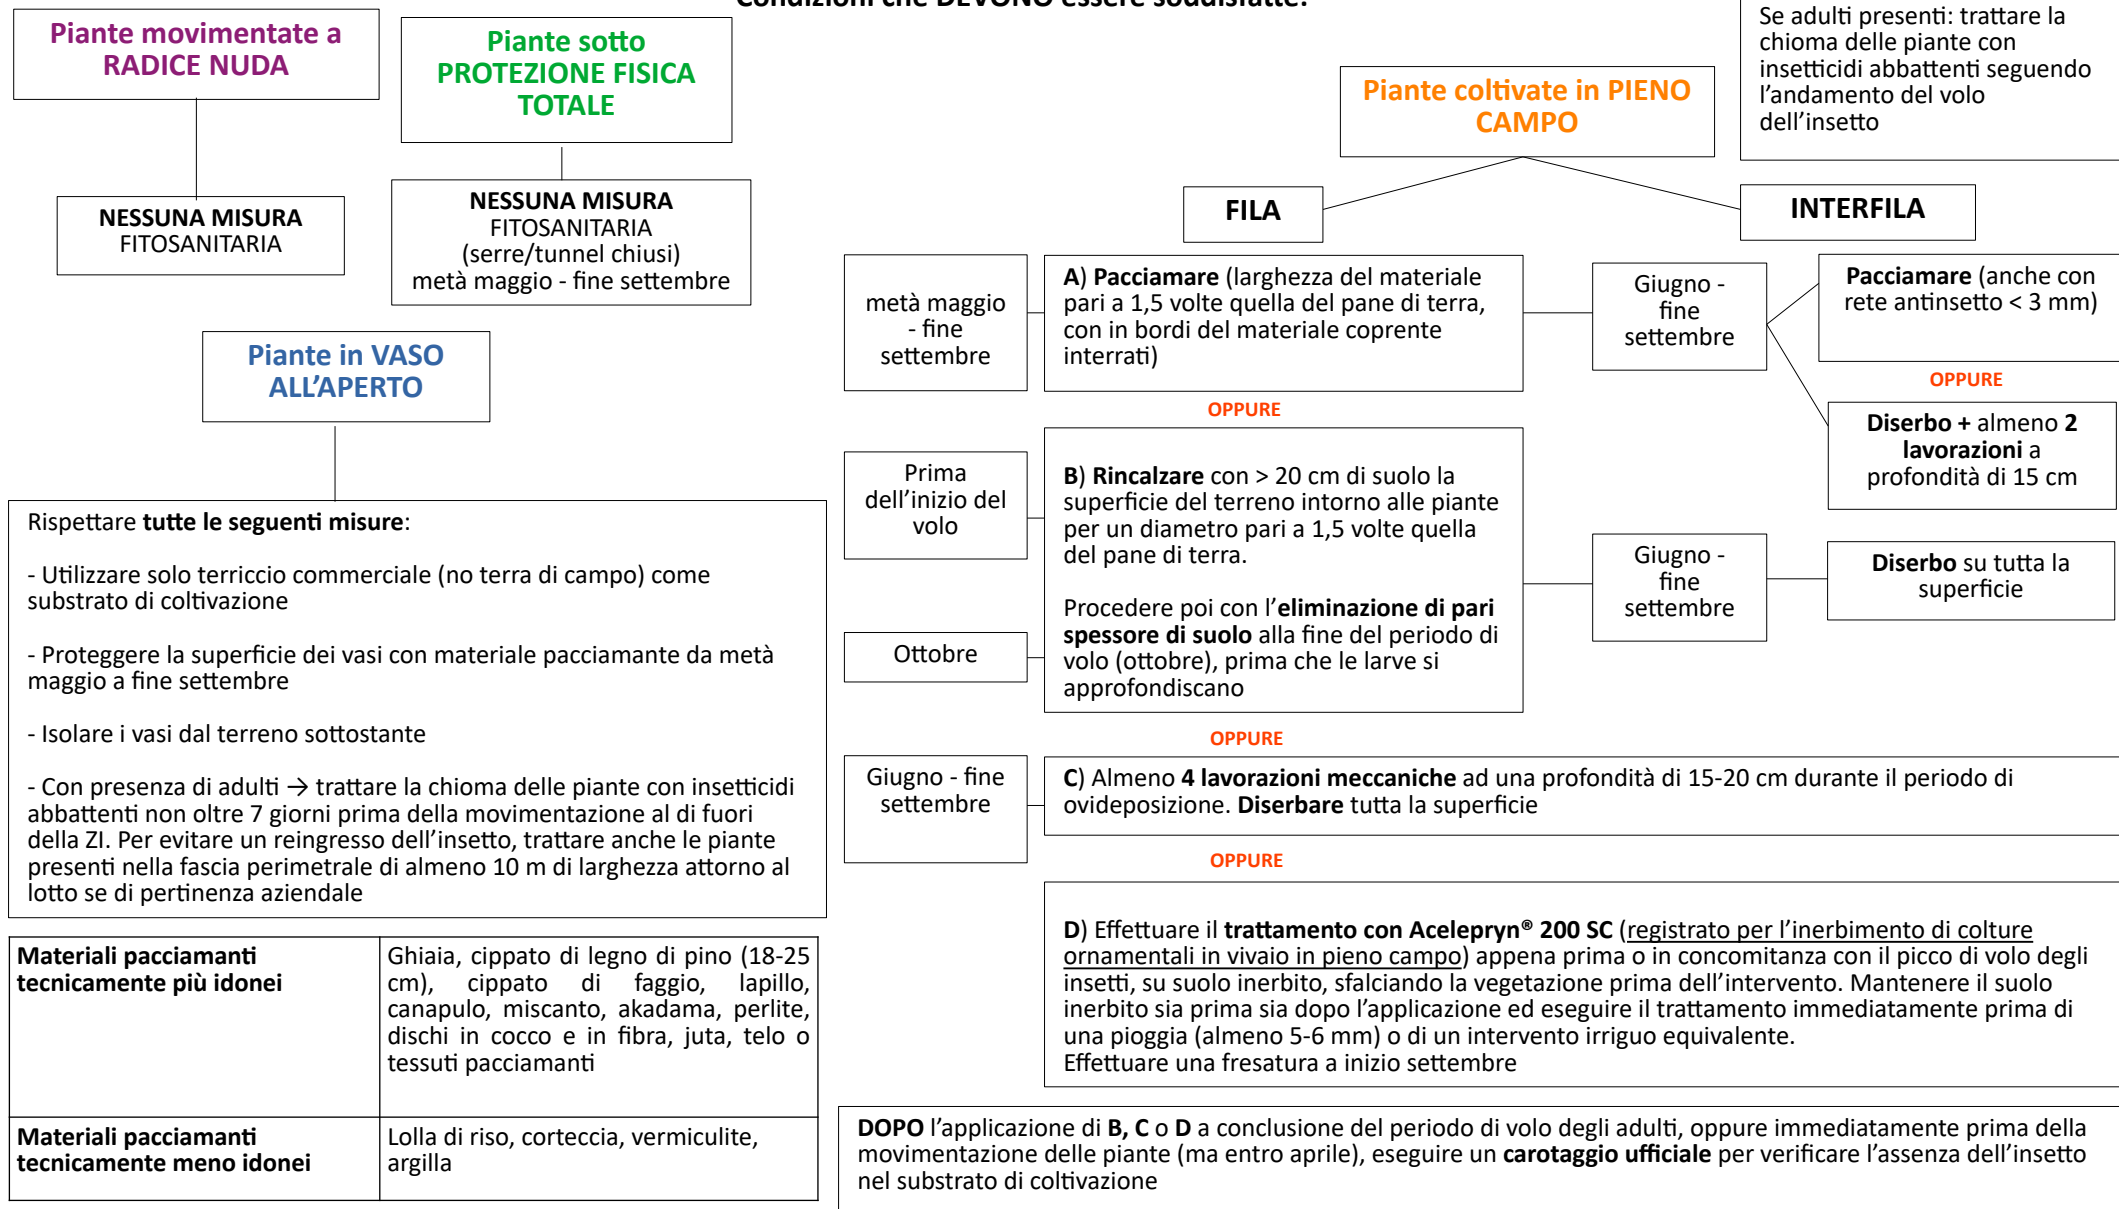 Condizioni che DEVONO essere soddisfatte:
Piante movimentate a
RADICE NUDA
NESSUNA MISURA
FITOSANITARIA
Piante sotto
PROTEZIONE FISICA
TOTALE
NESSUNA MISURA
FITOSANITARIA
(serre/tunnel chiusi)
metà maggio - fine settembre
Piante in VASO
ALL'APERTO
Rispettare tutte le seguenti misure:
- Utilizzare solo terriccio commerciale (no terra di campo) come
substrato di coltivazione
- Proteggere la superficie dei vasi con materiale pacciamante da metà
maggio a fine settembre
- Isolare i vasi dal terreno sottostante
- Con presenza di adulti → trattare la chioma delle piante con insetticidi
abbattenti non oltre 7 giorni prima della movimentazione al di fuori
della ZI. Per evitare un reingresso dell'insetto, trattare anche le piante
presenti nella fascia perimetrale di almeno 10 m di larghezza attorno al
lotto se di pertinenza aziendale
Materiali pacciamanti
tecnicamente più idonei
Ghiaia, cippato di legno di pino (18-25
cm), cippato di faggio, lapillo,
canapulo, miscanto, akadama, perlite,
dischi in cocco e in fibra, juta, telo o
tessuti pacciamanti
Materiali pacciamanti
tecnicamente meno idonei
Lolla di riso, corteccia, vermiculite,
argilla
Se adulti presenti: trattare la
chioma delle piante con
insetticidi abbattenti seguendo
l'andamento del volo
dell'insetto
Piante coltivate in PIENO
CAMPO
FILA
INTERFILA
metà maggio
- fine
settembre
A) Pacciamare (larghezza del materiale
pari a 1,5 volte quella del pane di terra,
con in bordi del materiale coprente
interrati)
Giugno -
fine
settembre
Pacciamare (anche con
rete antinsetto < 3 mm)
OPPURE
Diserbo + almeno 2
lavorazioni a
profondità di 15 cm
OPPURE
Prima
dell'inizio del
volo
Ottobre
B) Rincalzare con > 20 cm di suolo la
superficie del terreno intorno alle piante
per un diametro pari a 1,5 volte quella
del pane di terra.
Procedere poi con l'eliminazione di pari
spessore di suolo alla fine del periodo di
volo (ottobre), prima che le larve si
approfondiscano
Giugno -
fine
settembre
Diserbo su tutta la
superficie
OPPURE
Giugno - fine
settembre
C) Almeno 4 lavorazioni meccaniche ad una profondità di 15-20 cm durante il periodo di
ovideposizione. Diserbare tutta la superficie
OPPURE
D) Effettuare il trattamento con Acelepryn® 200 SC (registrato per l'inerbimento di colture
ornamentali in vivaio in pieno campo) appena prima o in concomitanza con il picco di volo degli
insetti, su suolo inerbito, sfalciando la vegetazione prima dell'intervento. Mantenere il suolo
inerbito sia prima sia dopo l'applicazione ed eseguire il trattamento immediatamente prima di
una pioggia (almeno 5-6 mm) o di un intervento irriguo equivalente.
Effettuare una fresatura a inizio settembre
DOPO l'applicazione di B, C o D a conclusione del periodo di volo degli adulti, oppure immediatamente prima della
movimentazione delle piante (ma entro aprile), eseguire un carotaggio ufficiale per verificare l'assenza dell'insetto
nel substrato di coltivazione